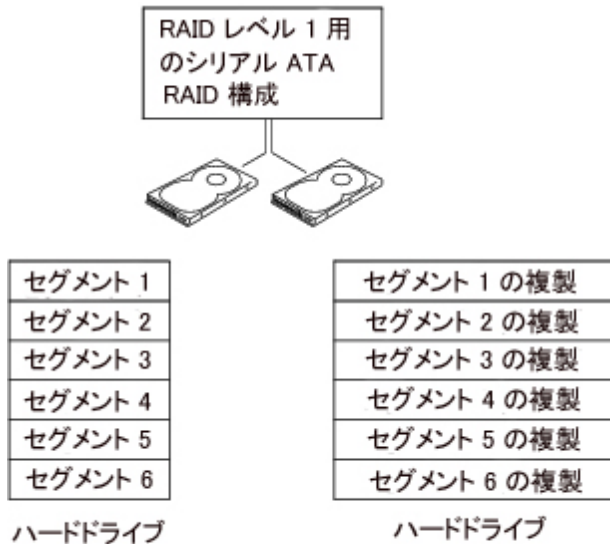 RAID レベル 1 用
のシリアル ATA
RAID 構成
セグメント 1
セグメント 2
セグメント 3
セグメント 4
セグメント 5
セグメント 6
ハードドライブ
セグメント 1 の複製
セグメント 2 の複製
セグメント 3 の複製
セグメント 4 の複製
セグメント 5 の複製
セグメント 6 の複製
ハードドライブ